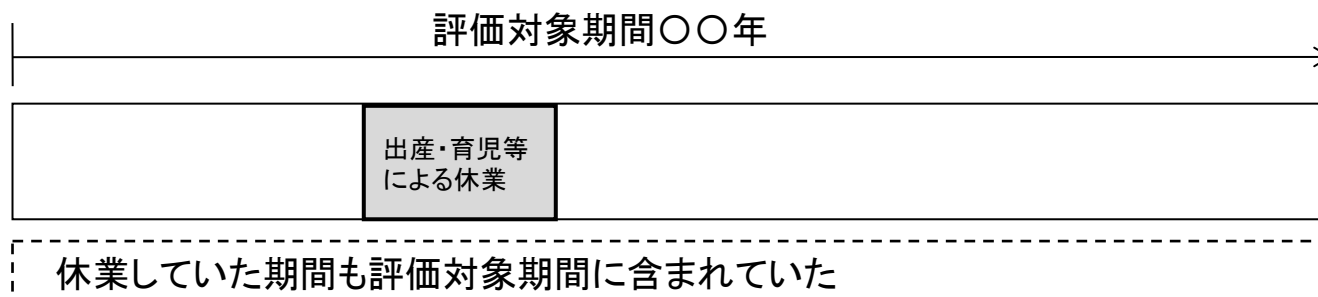 評価対象期間〇〇年
出産・育児等
による休業
休業していた期間も評価対象期間に含まれていた